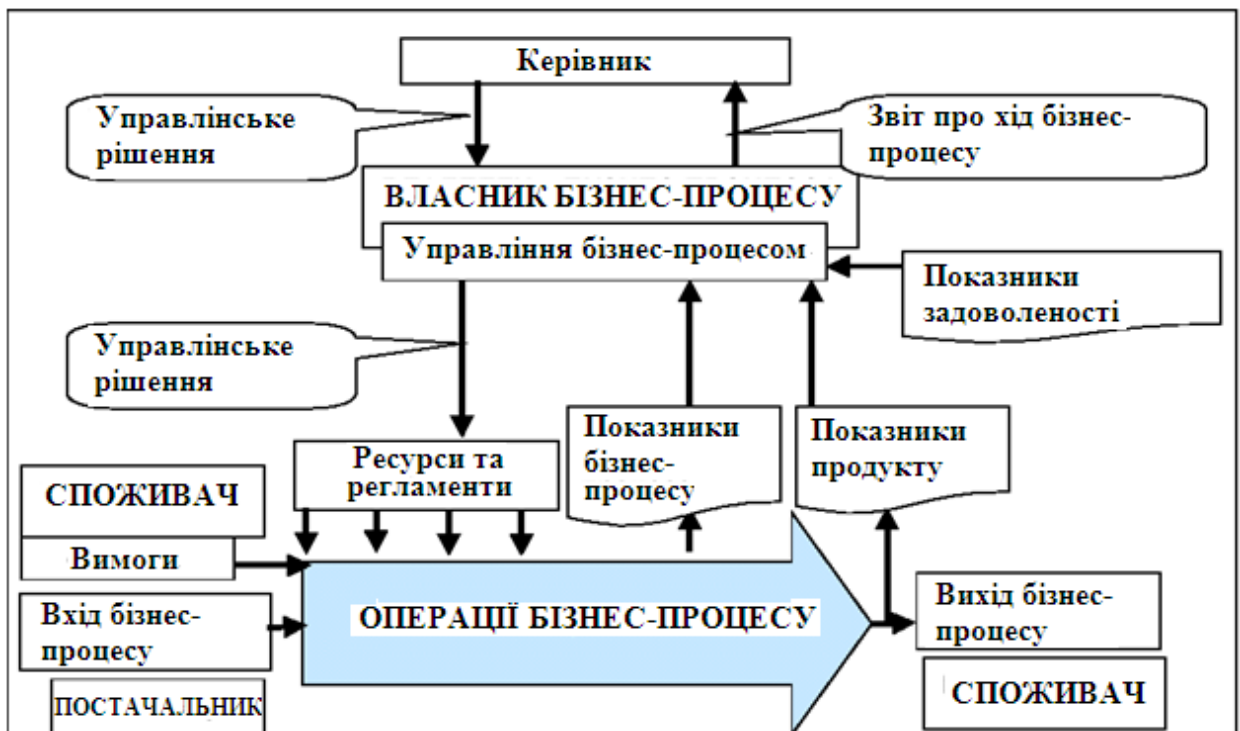 Керівник
Управлінське
рішення
Звіт про хід бізнес-
процесу
ВЛАСНИК БІЗНЕС-ПРОЦЕСУ
Управління бізнес-процесом
Показники
задоволеності
Управлінське
рішення
Показники
бізнес-
процесу
Показники
продукту
Ресурси та
регламенти
СПОЖИВАЧ
Вимоги
Вхід бізнес-
процесу
ПОСТАЧАЛЬНИК
ОПЕРАЦІЇ БІЗНЕС-ПРОЦЕСУ
Вихід бізнес-
процесу
СПОЖИВАЧ